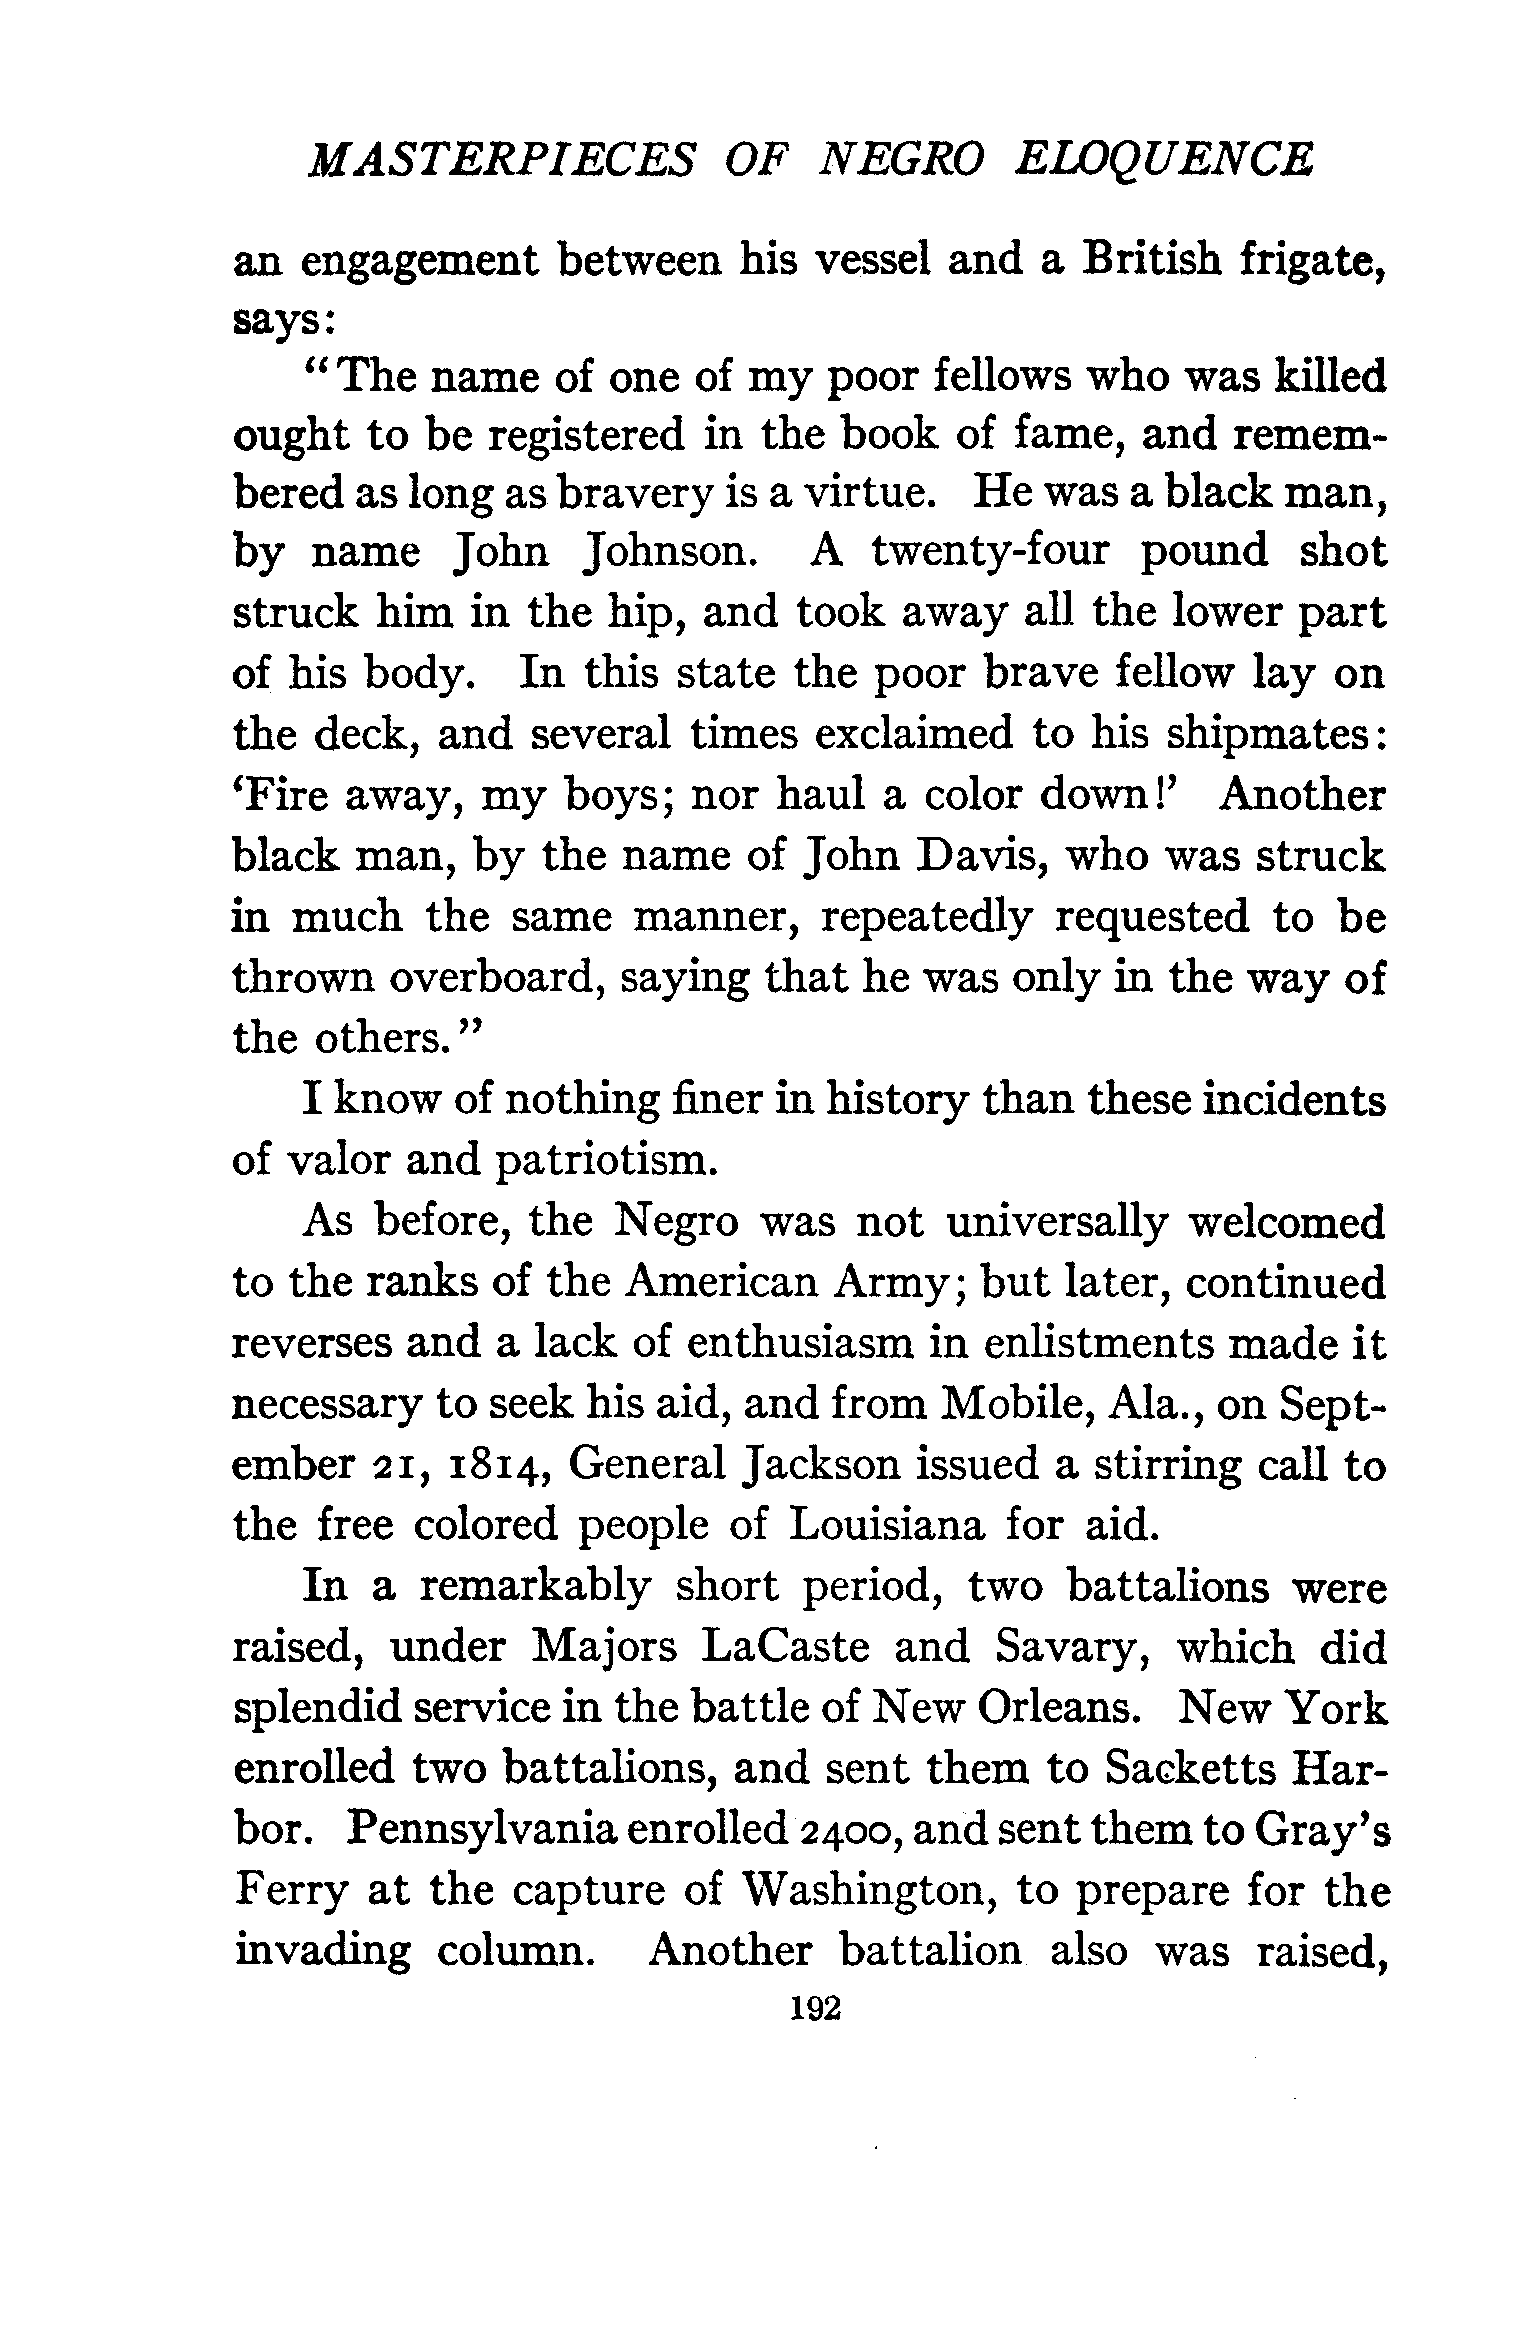 MASTERPIECES OF NEGRO ELOQUENCE
an engagement between his vessel and a British frigate,
says:
“The name of one of my poor fellows who was killed
ought to be registered in the book of fame, and remem-
bered as long as bravery is a virtue. He was a black man,
by name John Johnson. A twenty-four pound shot
struck him in the hip, and took away all the lower part
of his body. In this state the poor brave fellow lay on
the deck, and several times exclaimed to his shipmates:
‘Fire away, my boys; nor haul a color down!’ Another
black man, by the name of John Davis, who was struck
in much the same manner, repeatedly requested to be
thrown overboard, saying that he was only in the way of
the others.”
I know of nothing finer in history than these incidents
of valor and patriotism.
As before, the Negro was not universally welcomed
to the ranks of the American Army; but later, continued
reverses and a lack of enthusiasm in enlistments made it
necessary to seek his aid, and from Mobile, Ala., on Sept-
ember 21, 1814, General Jackson issued a stirring call to
the free colored people of Louisiana for aid.
In a remarkably short period, two battalions were
raised, under Majors LaCaste and Savary, which did
splendid service in the battle of New Orleans. New York
enrolled two battalions, and sent them to Sacketts Har-
bor. Pennsylvania enrolled 2400, and sent them to Gray’s
Ferry at the capture of Washington, to prepare for the
invading column. Another battalion also was raised,
192